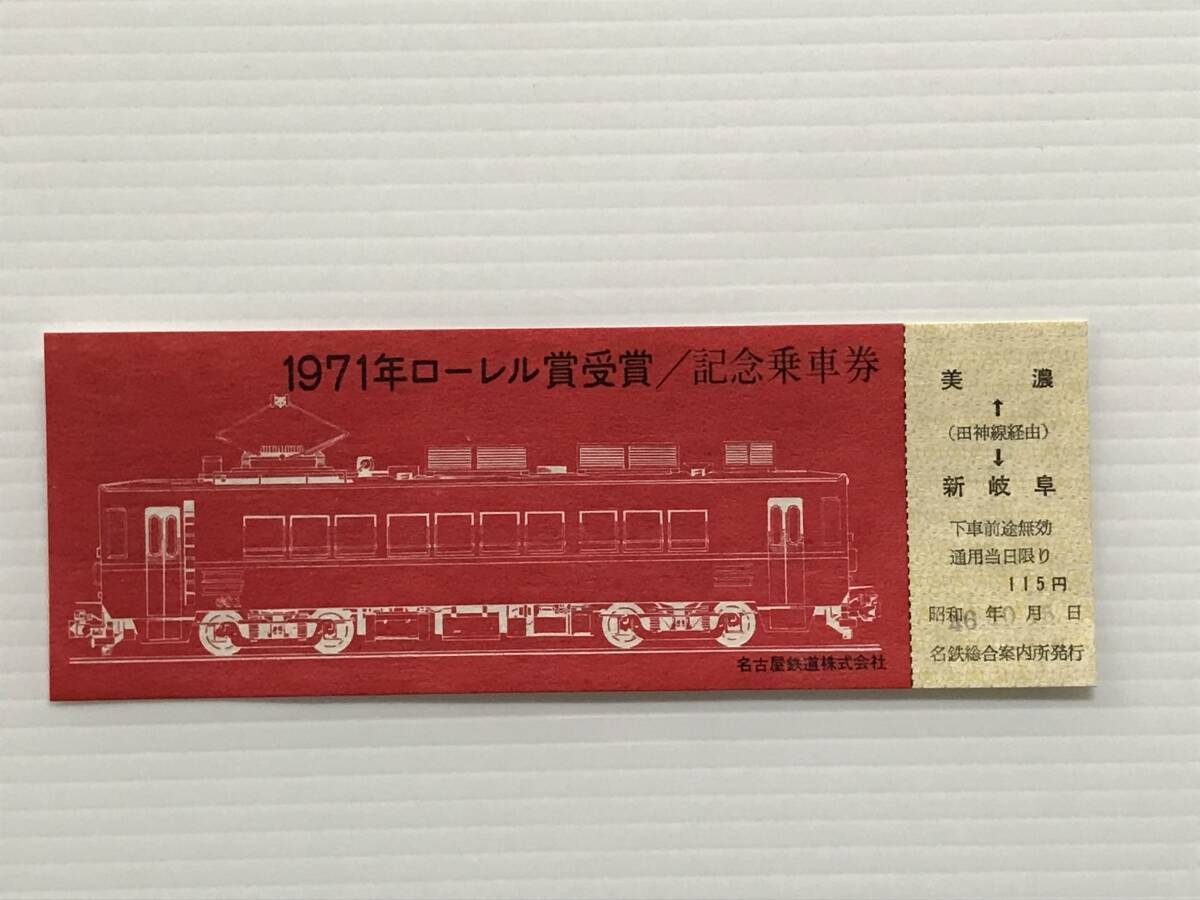 1971年ローレル賞受賞/記念乗車券
名古屋鉄道株式会社
美濃
↑
(田神線経由)
↓
新岐阜
下車前途無効
通用当日限り
115円
昭和46年 月 日
名鉄総合案内所発行